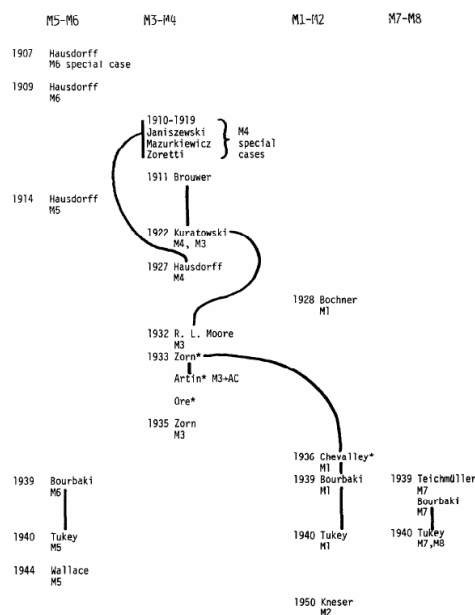 M5-M6 M3-M4 M1-M2 M7-M8
1907 Hausdorff
M6 special case
1909 Hausdorff
M6
1910-1919
Janiszewski M4
Mazurkiewicz special
Zoretti cases
1911 Brouwer
1914 Hausdorff
M5
1922 Kuratowski
M4, M3
1927 Hausdorff
M4
1928 Bochner
M1
1932 R. L. Moore
M3
1933 Zorn*
Artin* M3→AC
Ore*
1935 Zorn
M3
1936 Chevalley*
M1
1939 Bourbaki 1939 Bourbaki 1939 Teichmüller
M6 M1 M7
Bourbaki
M7
1940 Tukey 1940 Tukey 1940 Tukey
M5 M1 M7,M8
1944 Wallace
M5
1950 Kneser
M2